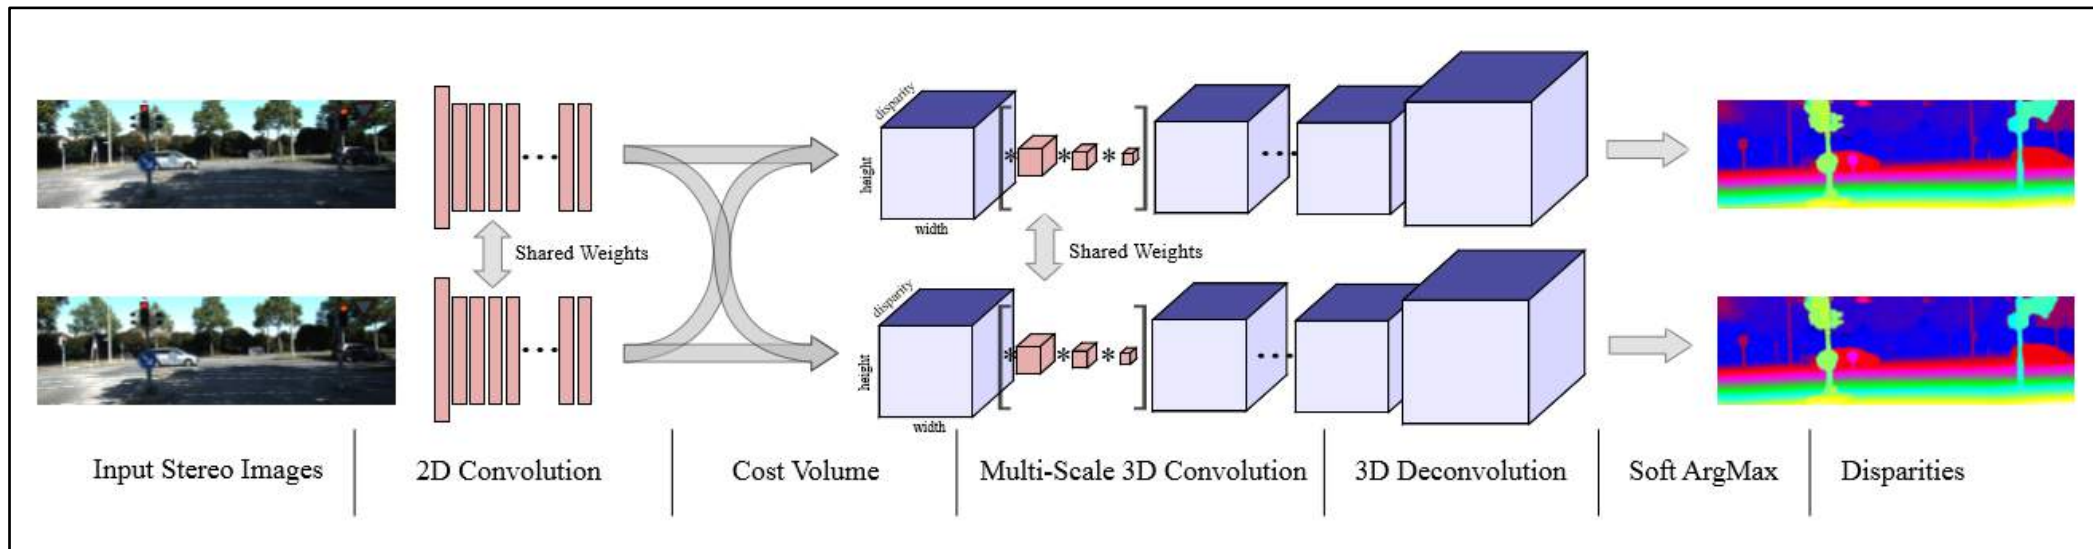 disparity
height
width
Shared Weights
Shared Weights
disparity
height
width
Input Stereo Images
2D Convolution
Cost Volume
Multi-Scale 3D Convolution
3D Deconvolution
Soft ArgMax
Disparities